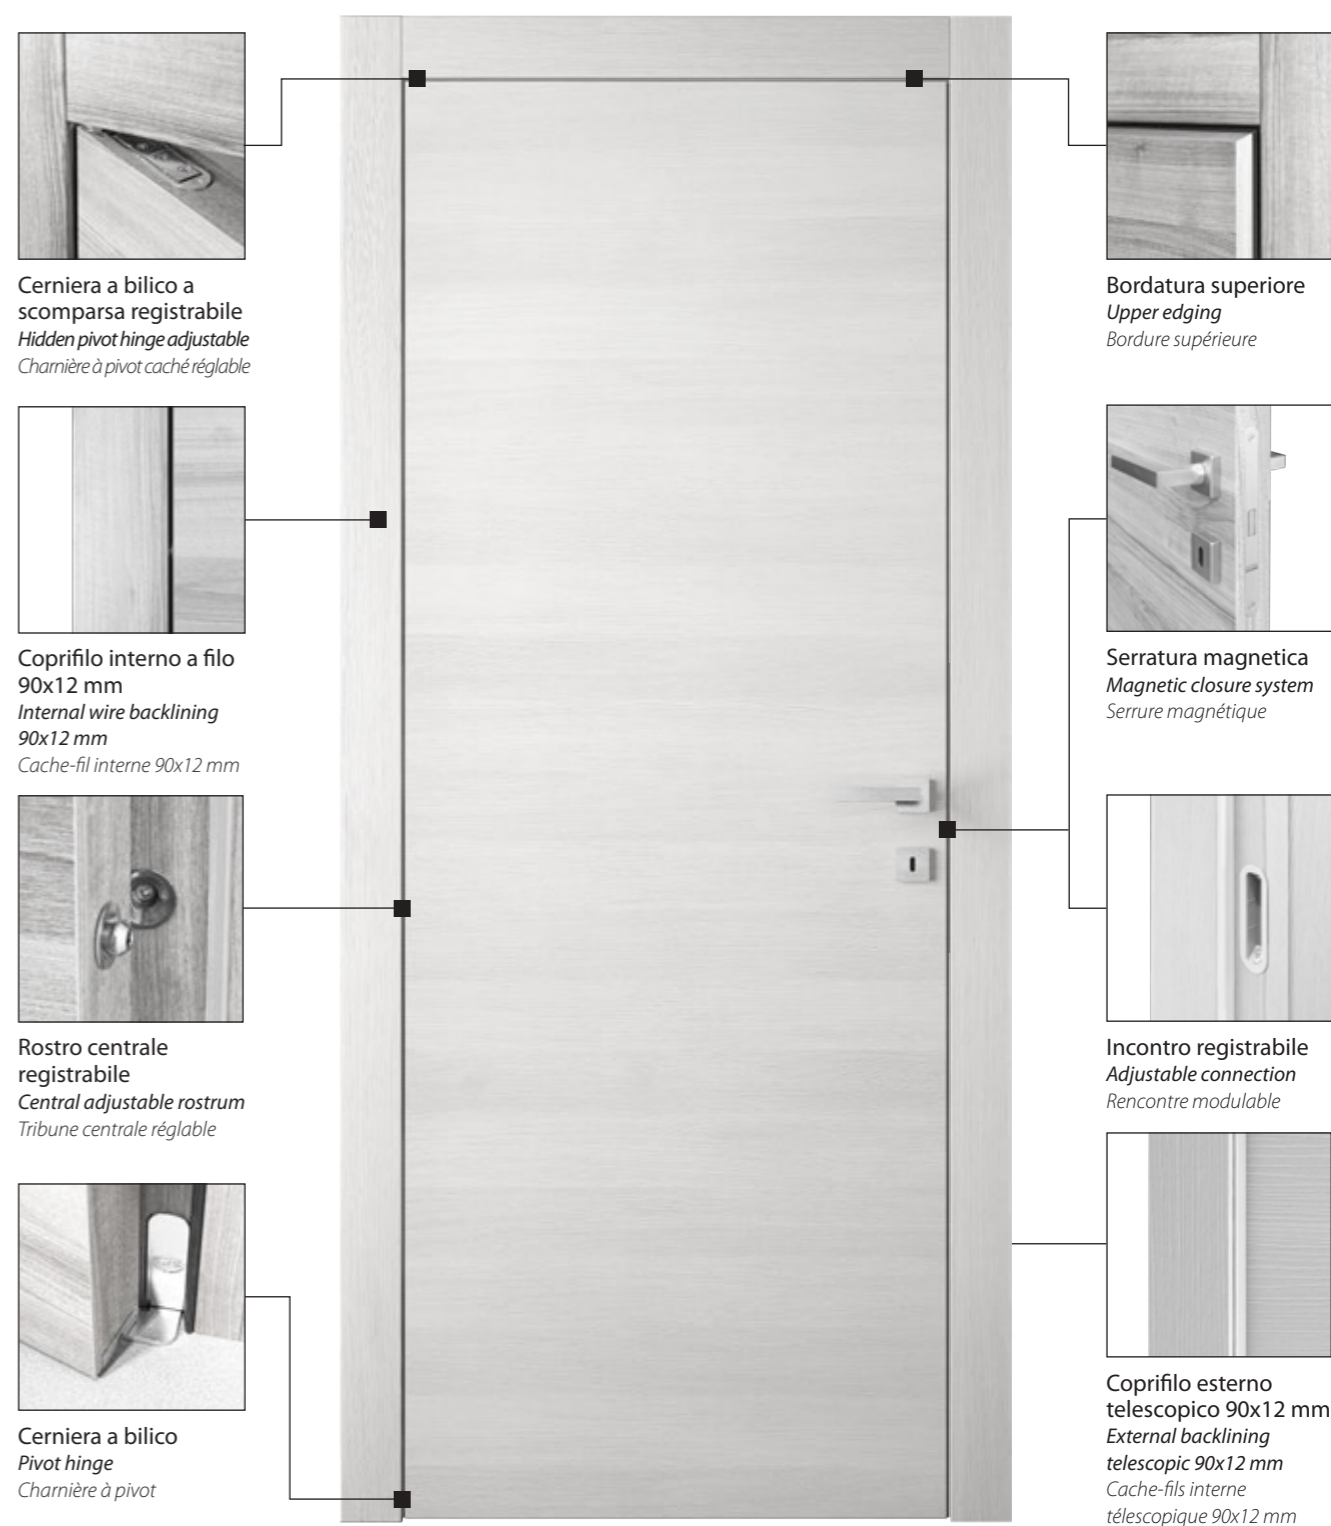 Cerniera a bilico a
scomparsa registrabile
Hidden pivot hinge adjustable
Charnière à pivot caché réglable
Coprifilo interno a filo
90x12 mm
Internal wire backlining
90x12 mm
Cache-fil interne 90x12 mm
Rostro centrale
registrabile
Central adjustable rostrum
Tribune centrale réglable
Cerniera a bilico
Pivot hinge
Charnière à pivot
Bordatura superiore
Upper edging
Bordure supérieure
Serratura magnetica
Magnetic closure system
Serrure magnétique
Incontro registrabile
Adjustable connection
Rencontre modulable
Coprifilo esterno
telescopico 90x12 mm
External backlining
telescopic 90x12 mm
Cache-fils interne
télescopique 90x12 mm